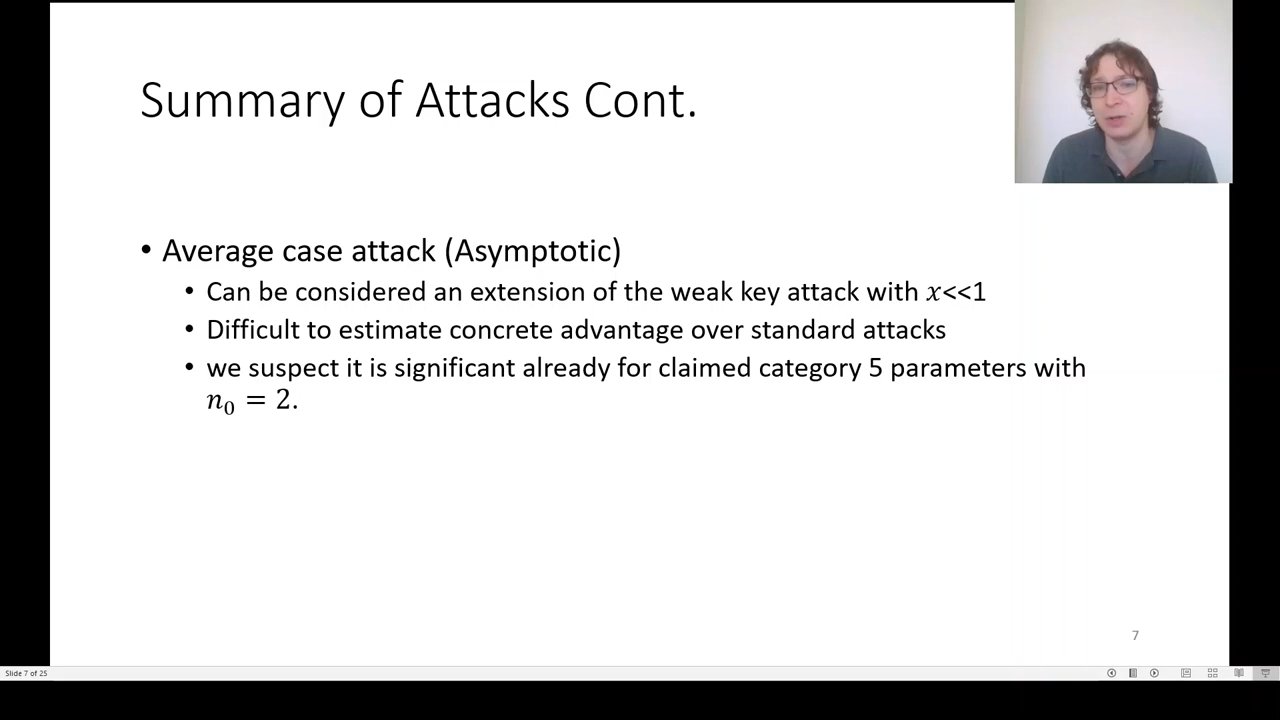 Summary of Attacks Cont.
• Average case attack (Asymptotic)
• Can be considered an extension of the weak key attack with 𝑥<<1
• Difficult to estimate concrete advantage over standard attacks
• we suspect it is significant already for claimed category 5 parameters with
𝑛₀ = 2.
7
Slide 7 of 25